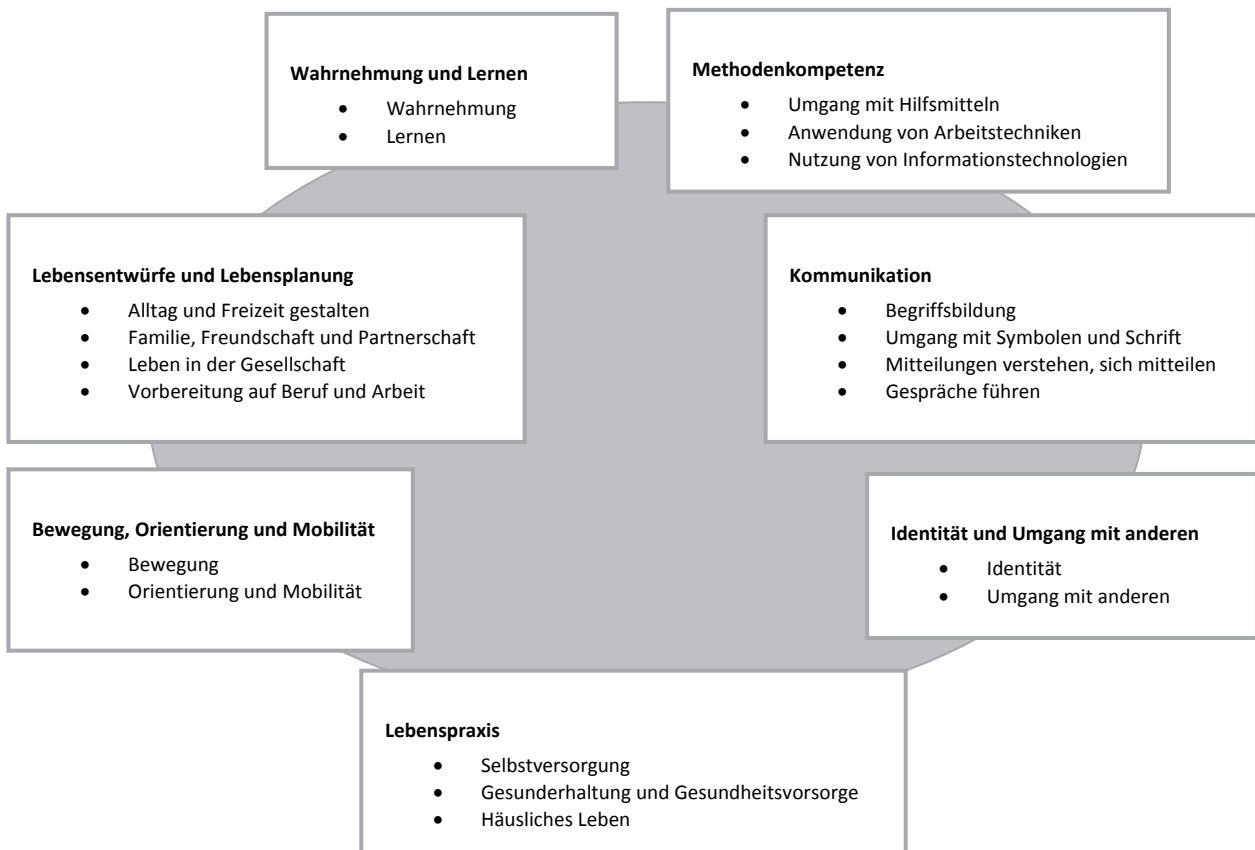 Wahrnehmung und Lernen
• Wahrnehmung
• Lernen
Methodenkompetenz
• Umgang mit Hilfsmitteln
• Anwendung von Arbeitstechniken
• Nutzung von Informationstechnologien
Lebensentwürfe und Lebensplanung
• Alltag und Freizeit gestalten
• Familie, Freundschaft und Partnerschaft
• Leben in der Gesellschaft
• Vorbereitung auf Beruf und Arbeit
Kommunikation
• Begriffsbildung
• Umgang mit Symbolen und Schrift
• Mitteilungen verstehen, sich mitteilen
• Gespräche führen
Bewegung, Orientierung und Mobilität
• Bewegung
• Orientierung und Mobilität
Identität und Umgang mit anderen
• Identität
• Umgang mit anderen
Lebenspraxis
• Selbstversorgung
• Gesunderhaltung und Gesundheitsvorsorge
• Häusliches Leben